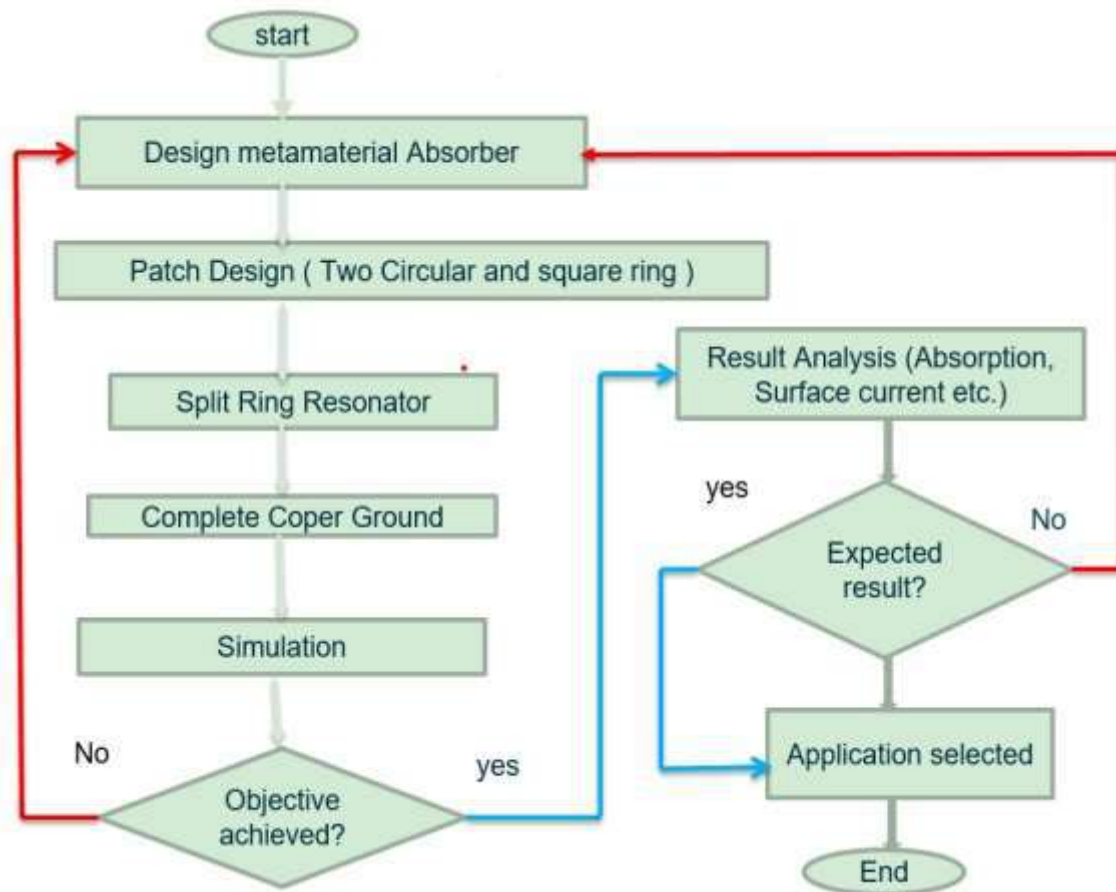 start
Design metamaterial Absorber
Patch Design ( Two Circular and square ring )
Split Ring Resonator
Complete Coper Ground
Simulation
Objective
achieved?
No
yes
Result Analysis (Absorption,
Surface current etc.)
Expected
result?
yes
No
Application selected
End